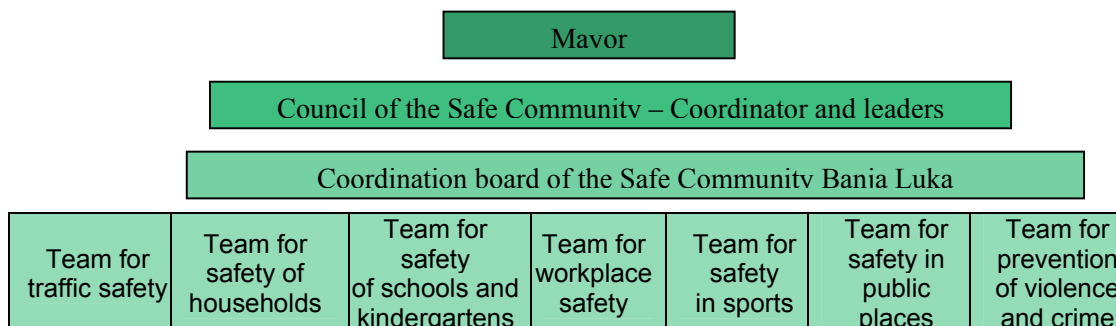 Mayor
Council of the Safe Community – Coordinator and leaders
Coordination board of the Safe Community Banja Luka
Team for
traffic safety
Team for
safety of
households
Team for
safety
of schools and
kindergartens
Team for
workplace
safety
Team for
safety
in sports
Team for
safety in
public
places
Team for
prevention
of violence
and crime